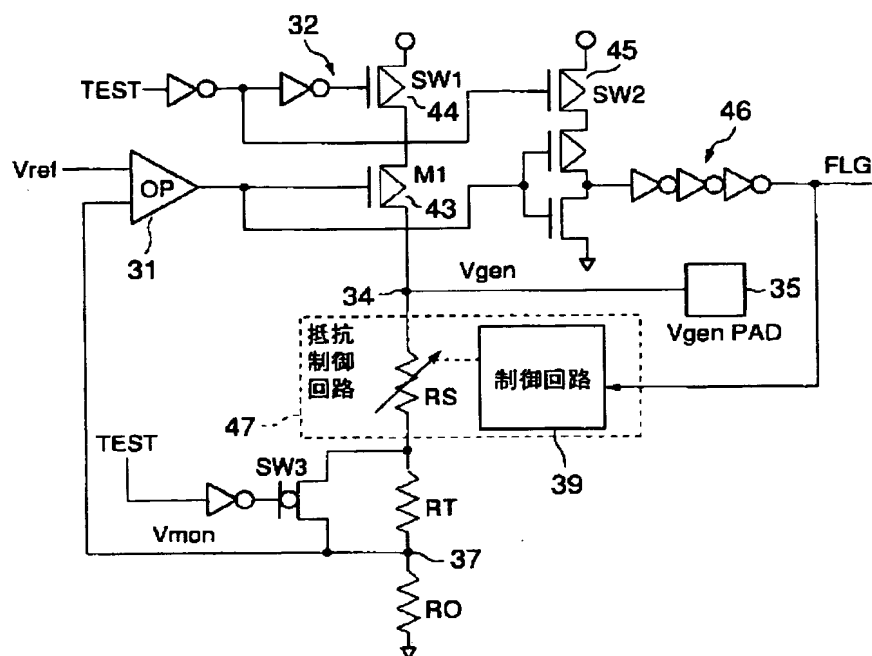 32
TEST
SW1
44
45
SW2
46
FLG
Vref
OP
31
M1
43
34
Vgen
35
Vgen PAD
抵抗
制御
回路
RS
制御回路
47
39
TEST
SW3
RT
Vmon
37
RO